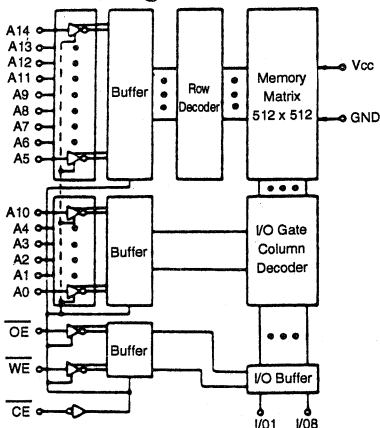 A14
A13
A12
A11
A9
A8
A7
A6
A5
Buffer
Row
Decoder
Memory
Matrix
512 x 512
Vcc
GND
A10
A4
A3
A2
A1
A0
Buffer
I/O Gate
Column
Decoder
OE
WE
CE
Buffer
I/O Buffer
I/01
I/08